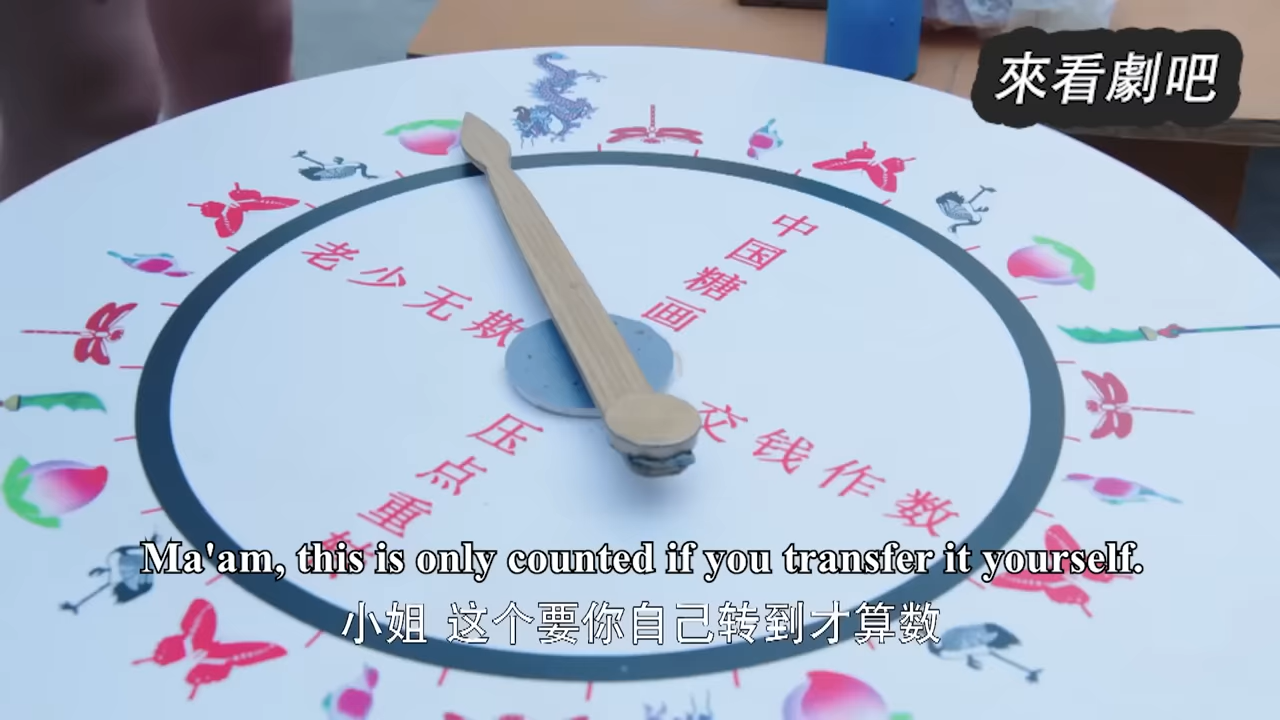 來看劇吧
中国糖画
老少无欺
交钱作数
压点重转
Ma'am, this is only counted if you transfer it yourself.
小姐 这个要你自己转到才算数